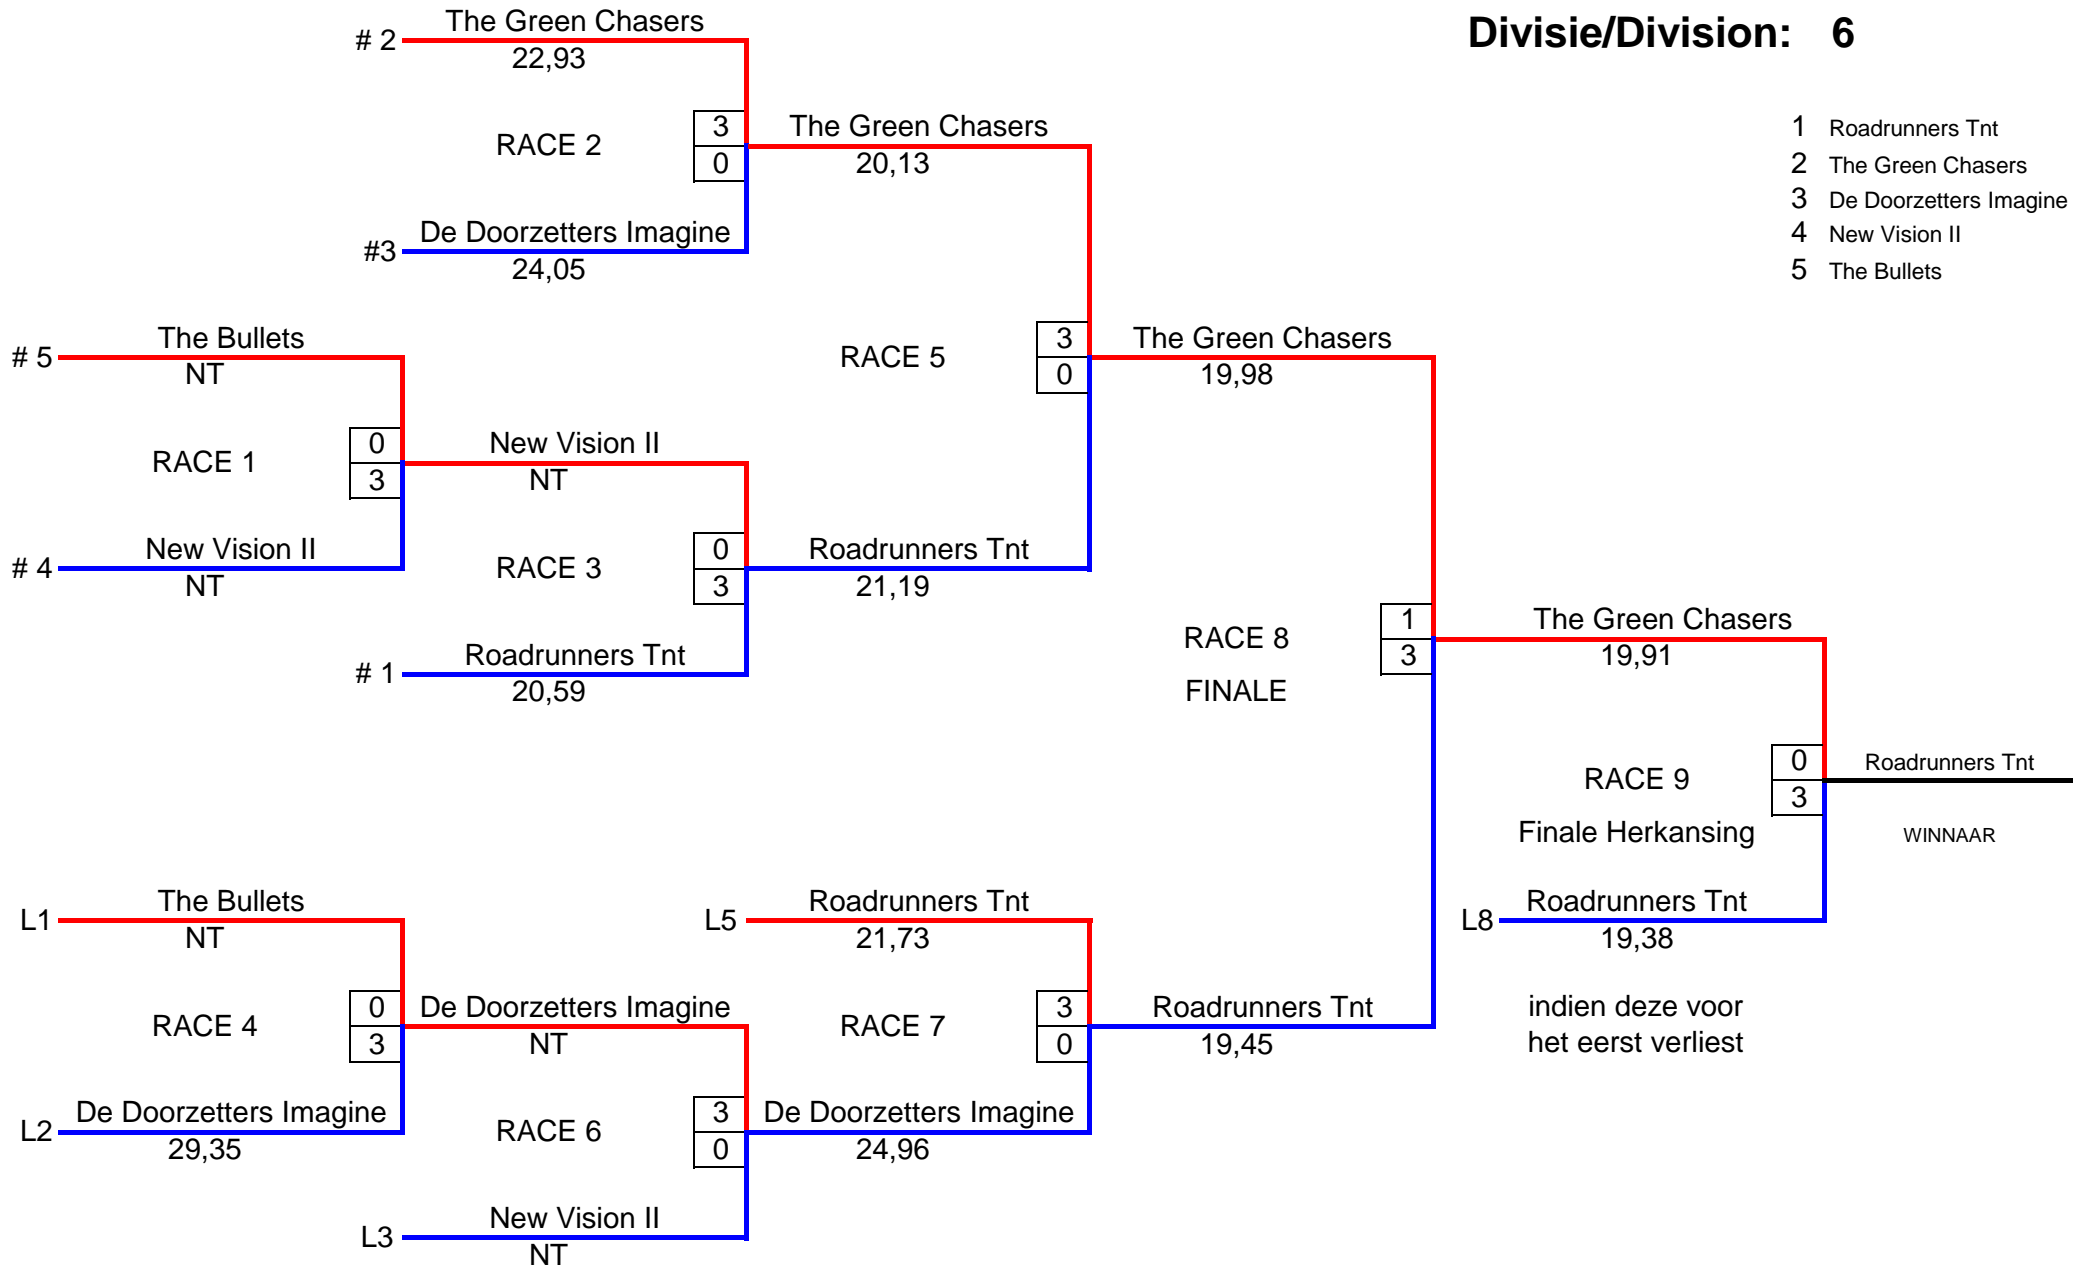 Divisie/Division: 6
1 Roadrunners Tnt
2 The Green Chasers
3 De Doorzetters Imagine
4 New Vision II
5 The Bullets
# 2 The Green Chasers
22,93
RACE 2
3
0
#3 De Doorzetters Imagine
24,05
# 5 The Bullets
NT
RACE 1
0
3
# 4 New Vision II
NT
New Vision II
NT
RACE 3
0
3
# 1 Roadrunners Tnt
20,59
The Green Chasers
20,13
RACE 5
3
0
Roadrunners Tnt
21,19
The Green Chasers
19,98
RACE 8
FINALE
1
3
The Green Chasers
19,91
RACE 9
0
3
Finale Herkansing
Roadrunners Tnt
WINNAAR
L8 Roadrunners Tnt
19,38
indien deze voor
het eerst verliest
L1 The Bullets
NT
RACE 4
0
3
L2 De Doorzetters Imagine
29,35
De Doorzetters Imagine
NT
RACE 6
3
0
L3 New Vision II
NT
L5 Roadrunners Tnt
21,73
RACE 7
3
0
De Doorzetters Imagine
24,96
Roadrunners Tnt
19,45